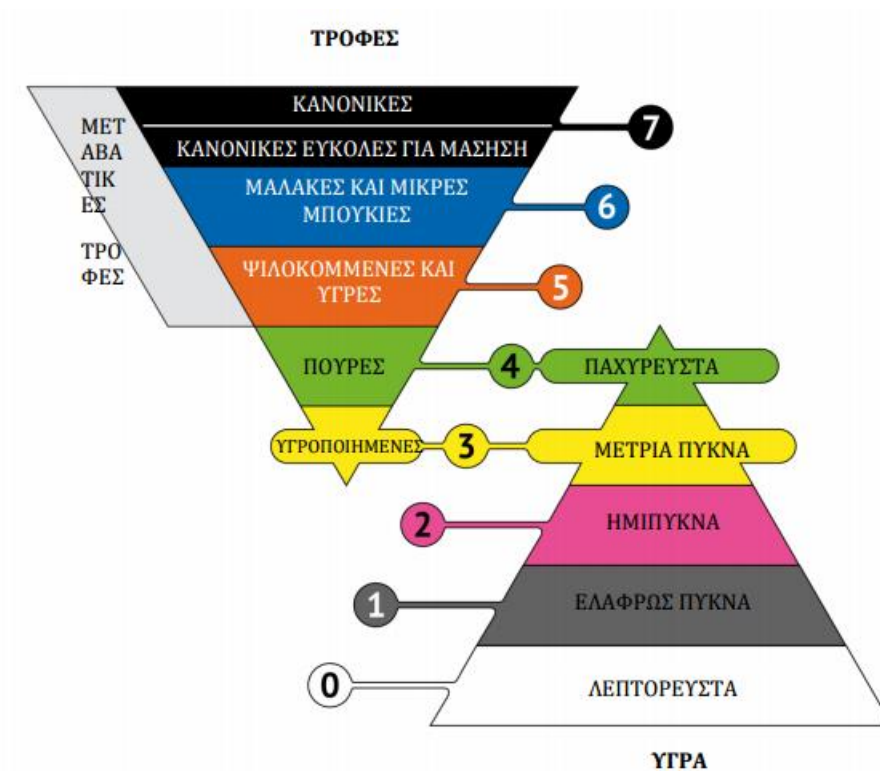 ΤΡΟΦΕΣ
ΚΑΝΟΝΙΚΕΣ
ΚΑΝΟΝΙΚΕΣ ΕΥΚΟΛΕΣ ΓΙΑ ΜΑΣΗΣΗ
7
ΜΕΤ
ΑΒΑ
ΤΙΚ
ΕΣ
ΤΡΟ
ΦΕΣ
ΜΑΛΑΚΕΣ ΚΑΙ ΜΙΚΡΕΣ
ΜΠΟΥΚΙΕΣ
6
ΨΙΛΟΚΟΜΜΕΝΕΣ ΚΑΙ
ΥΓΡΕΣ
5
ΠΟΥΡΕΣ
4
ΠΑΧΥΡΕΥΣΤΑ
ΥΓΡΟΠΟΙΗΜΕΝΕΣ
3
ΜΕΤΡΙΑ ΠΥΚΝΑ
2
ΗΜΙΠΥΚΝΑ
1
ΕΛΑΦΡΩΣ ΠΥΚΝΑ
0
ΛΕΠΤΟΡΕΥΣΤΑ
ΥΓΡΑ